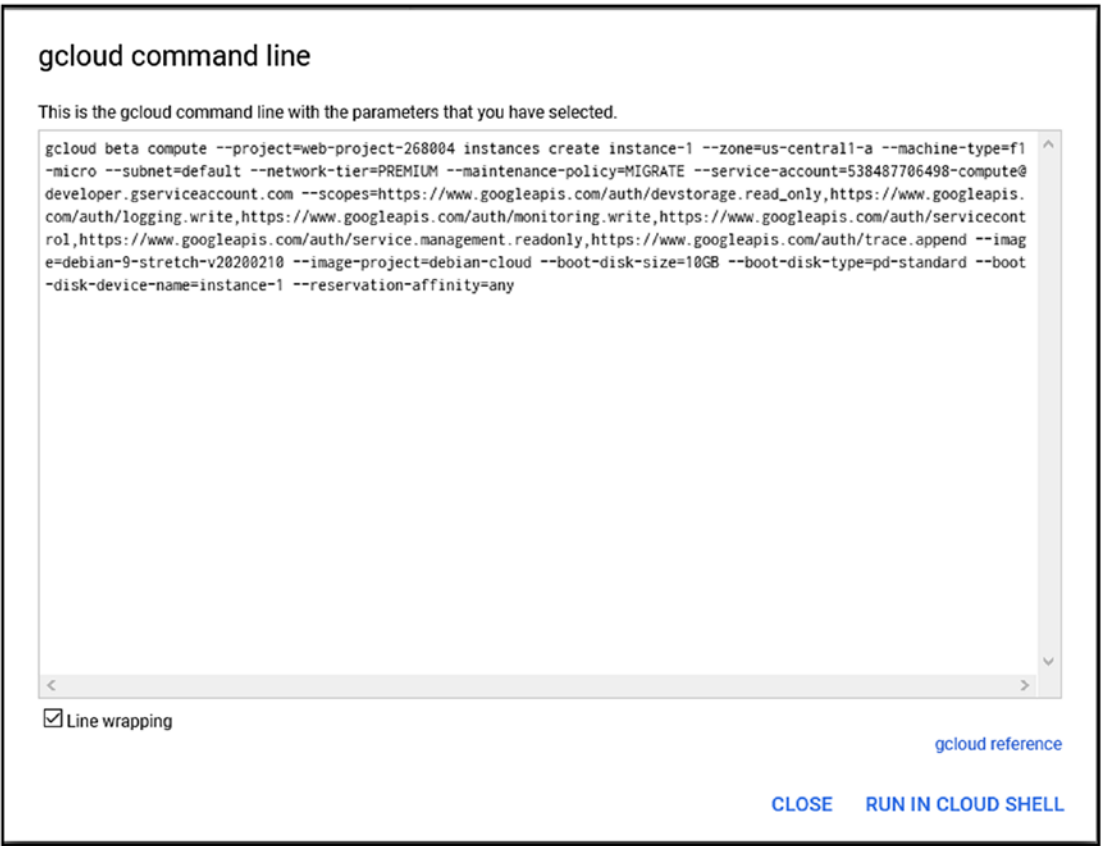 gcloud command line
This is the gcloud command line with the parameters that you have selected.
gcloud beta compute --project=web-project-268004 instances create instance-1 --zone=us-central1-a --machine-type=f1
-micro --subnet=default --network-tier=PREMIUM --maintenance-policy=MIGRATE --service-account=538487706498-compute@
developer.gserviceaccount.com --scopes=https://www.googleapis.com/auth/devstorage.read_only,https://www.googleapis.
com/auth/logging.write,https://www.googleapis.com/auth/monitoring.write,https://www.googleapis.com/auth/servicecont
rol,https://www.googleapis.com/auth/service.management.readonly,https://www.googleapis.com/auth/trace.append --imag
e=debian-9-stretch-v20200210 --image-project=debian-cloud --boot-disk-size=10GB --boot-disk-type=pd-standard --boot
-disk-device-name=instance-1 --reservation-affinity=any
Line wrapping
gcloud reference
CLOSE RUN IN CLOUD SHELL